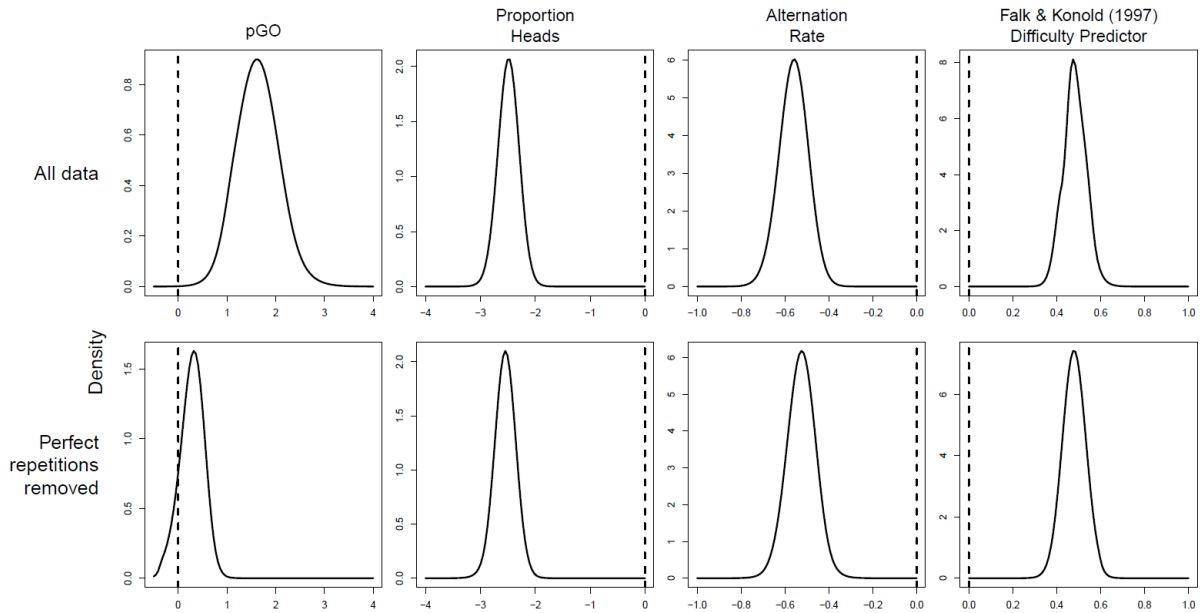 pGO
Proportion
Heads
Alternation
Rate
Falk & Konold (1997)
Difficulty Predictor
All data
0.0 0.2 0.4 0.6 0.8
0 1 2 3 4
0.0 0.5 1.0 1.5 2.0
−4 −3 −2 −1 0
0 1 2 3 4 5 6
−1.0 −0.8 −0.6 −0.4 −0.2 0.0
0 2 4 6 8
0.0 0.2 0.4 0.6 0.8 1.0
Density
Perfect
repetitions
removed
0.0 0.5 1.0 1.5
0 1 2 3 4
0.0 0.5 1.0 1.5 2.0
−4 −3 −2 −1 0
0 1 2 3 4 5 6
−1.0 −0.8 −0.6 −0.4 −0.2 0.0
0 2 4 6
0.0 0.2 0.4 0.6 0.8 1.0